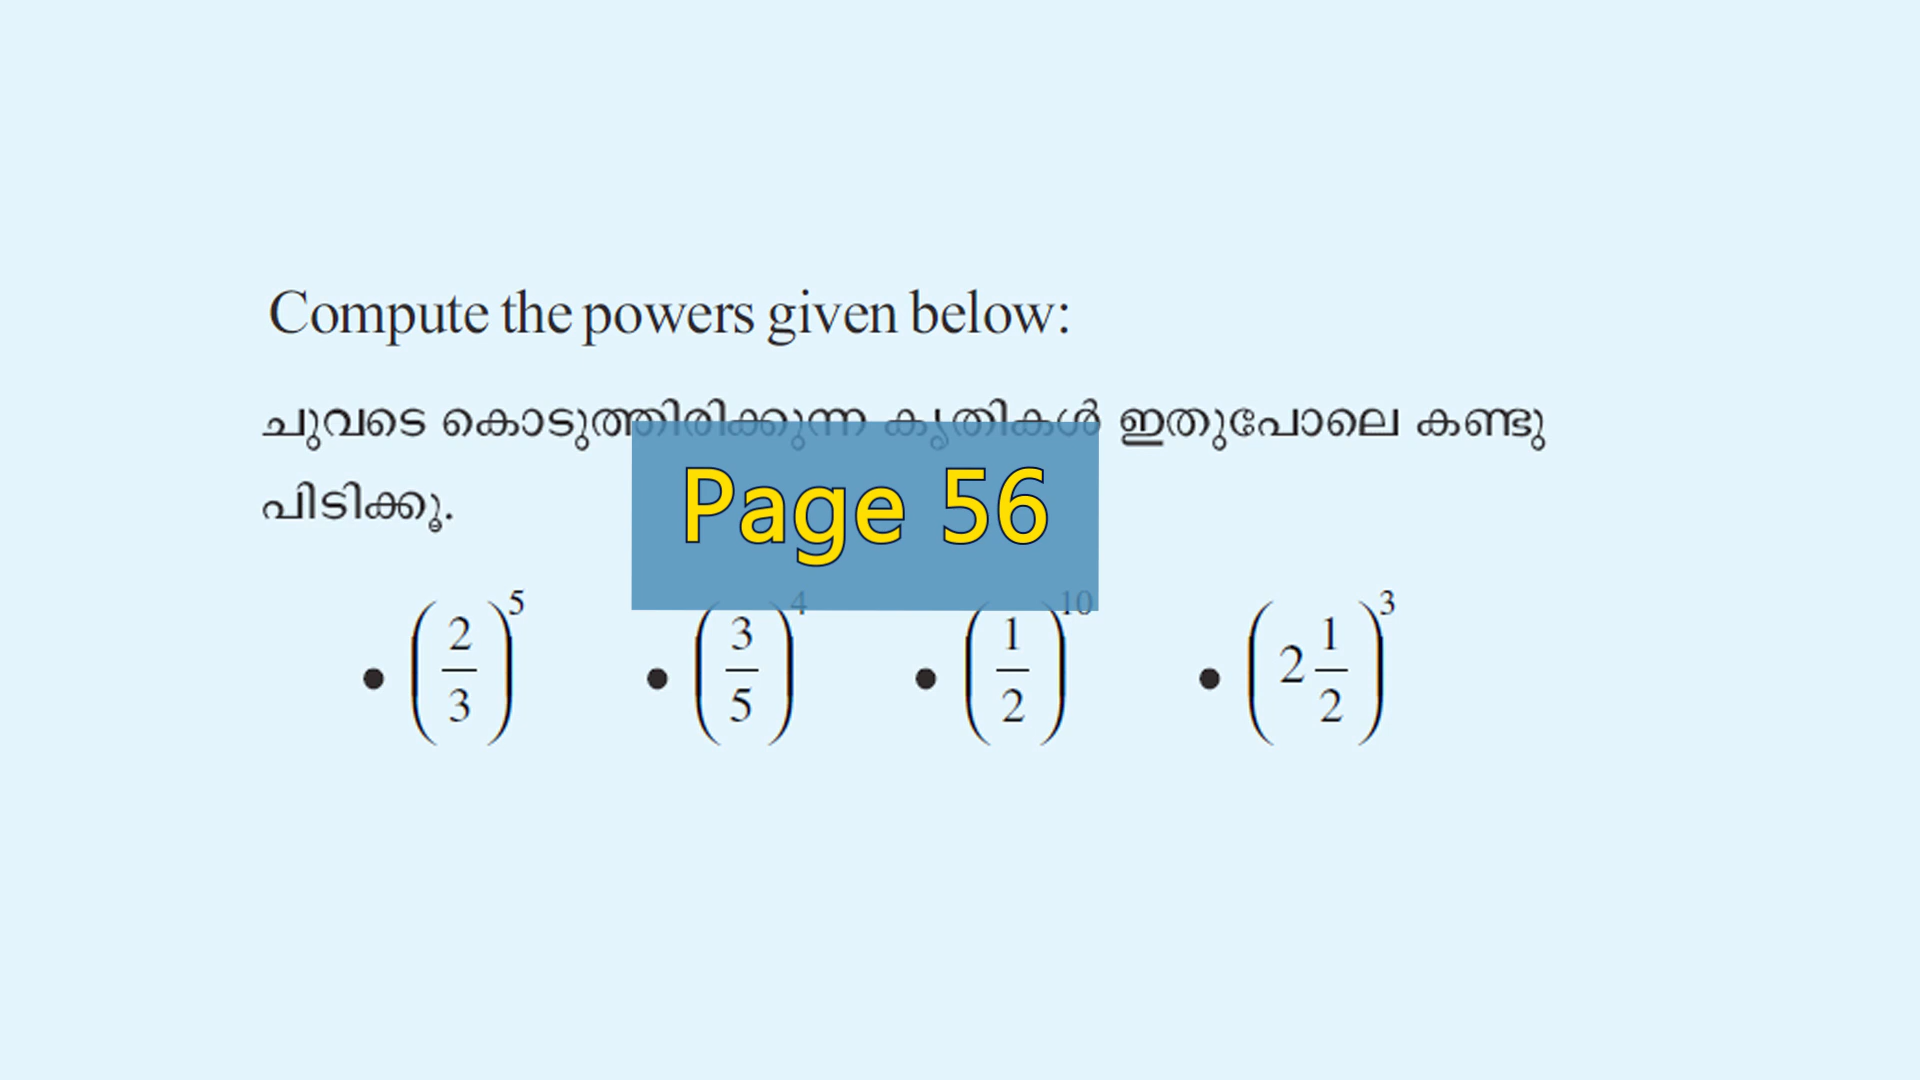 Compute the powers given below:
ചുവടെ കൊടുത്തിരിക്കുന്ന കൃതികൾ ഇതുപോലെ കണ്ടു
പിടിക്കൂ.
Page 56
• (2/3)^5 • (3/5)^4 • (1/2)^10 • (2 1/2)^3